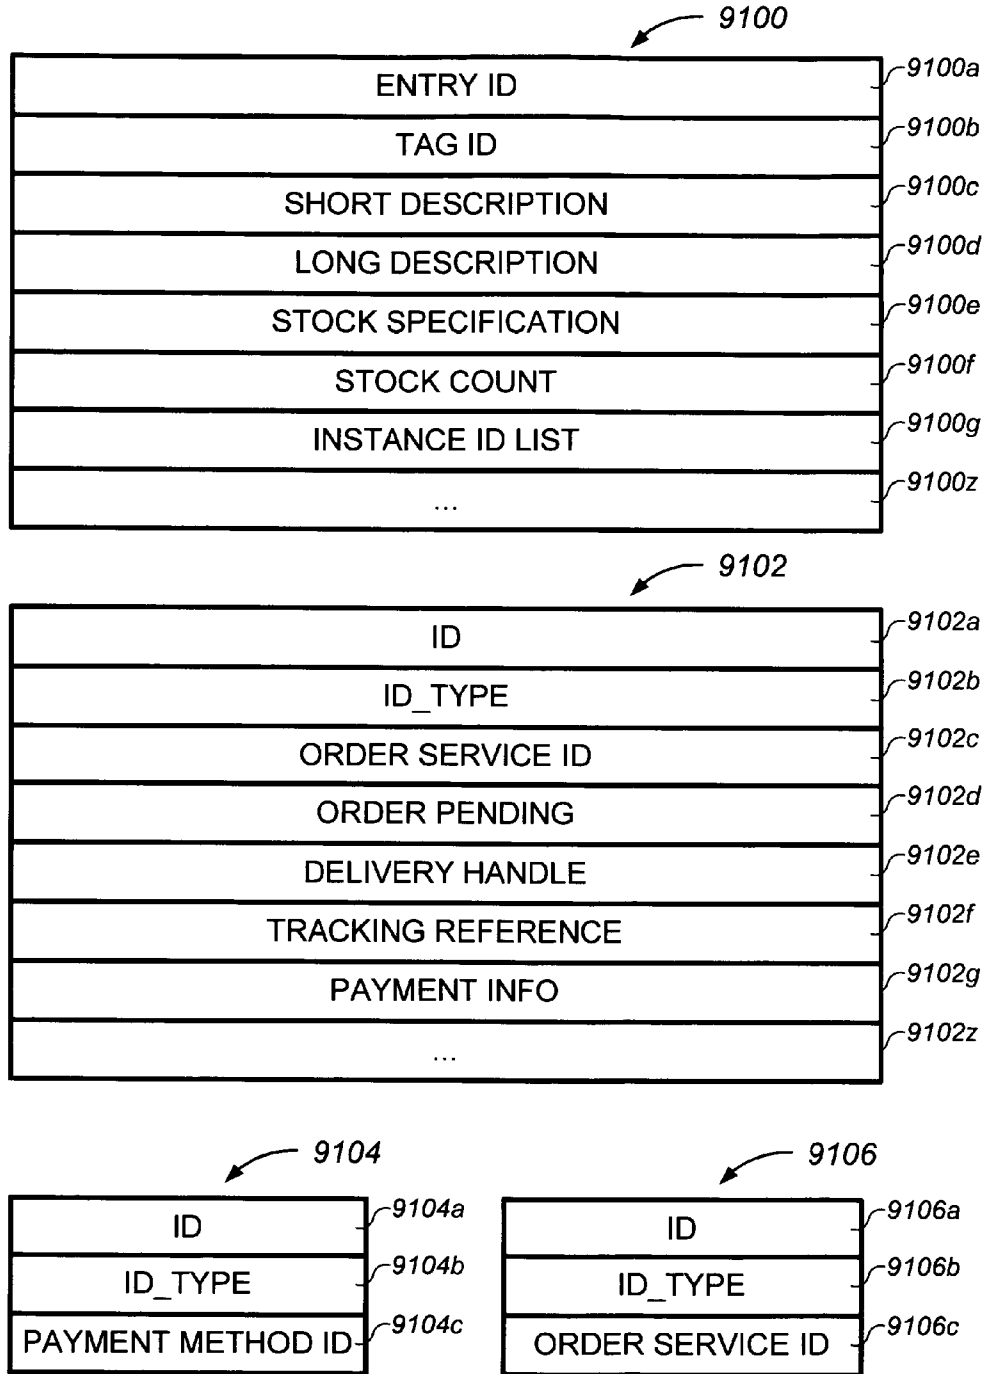 9100
ENTRY ID 9100a
TAG ID 9100b
SHORT DESCRIPTION 9100c
LONG DESCRIPTION 9100d
STOCK SPECIFICATION 9100e
STOCK COUNT 9100f
INSTANCE ID LIST 9100g
... 9100z
9102
ID 9102a
ID_TYPE 9102b
ORDER SERVICE ID 9102c
ORDER PENDING 9102d
DELIVERY HANDLE 9102e
TRACKING REFERENCE 9102f
PAYMENT INFO 9102g
... 9102z
9104
ID 9104a
ID_TYPE 9104b
PAYMENT METHOD ID 9104c
9106
ID 9106a
ID_TYPE 9106b
ORDER SERVICE ID 9106c